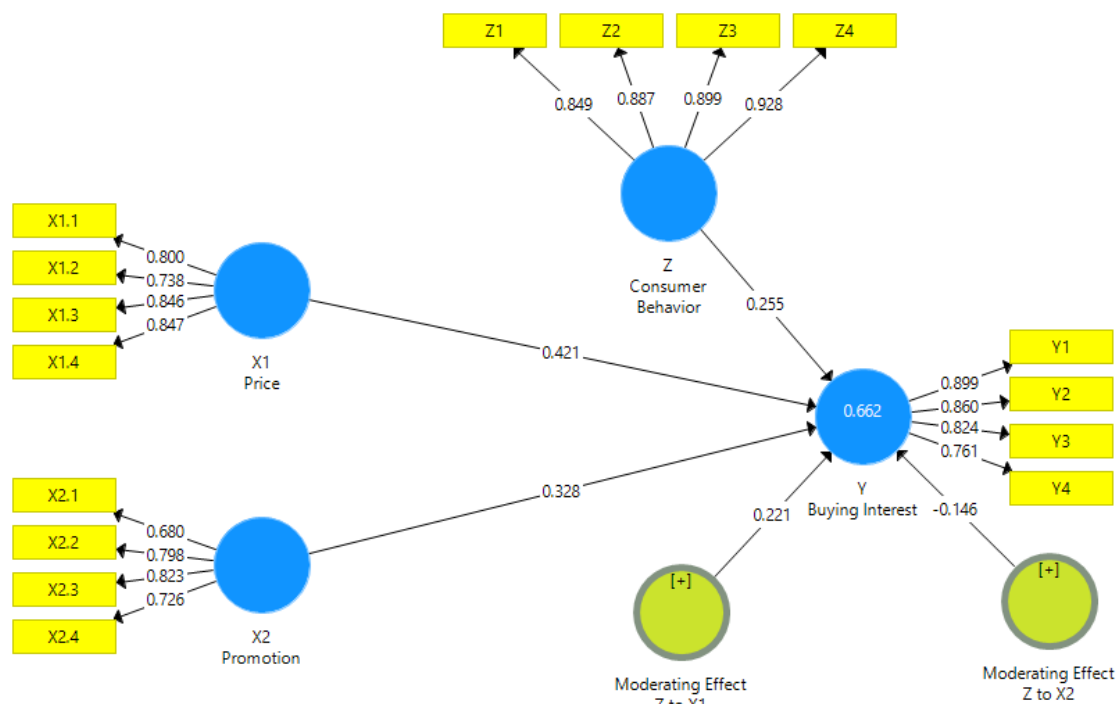 Z1
Z2
Z3
Z4
0.849
0.887
0.899
0.928
Z
Consumer
Behavior
0.255
X1.1
X1.2
X1.3
X1.4
0.800
0.738
0.846
0.847
X1
Price
0.421
Y1
Y2
Y3
Y4
0.899
0.860
0.824
0.761
0.662
Y
Buying Interest
X2.1
X2.2
X2.3
X2.4
0.680
0.798
0.823
0.726
X2
Promotion
0.328
0.221
-0.146
[+]
Moderating Effect
Z to X1
[+]
Moderating Effect
Z to X2